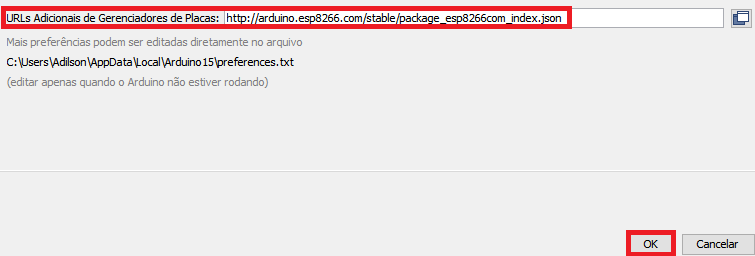 URLs Adicionais de Gerenciadores de Placas: http://arduino.esp8266.com/stable/package_esp8266com_index.json
Mais preferências podem ser editadas diretamente no arquivo
C:\Users\Adilson\AppData\Local\Arduino15\preferences.txt
(editar apenas quando o Arduino não estiver rodando)
OK Cancelar